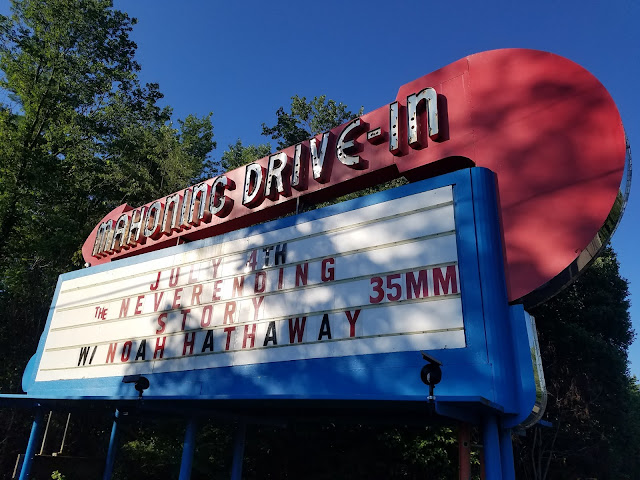 MAHONING DRIVE-IN
JULY 4TH
THE NEVERENDING
STORY
35MM
W/ NOAH HATHAWAY